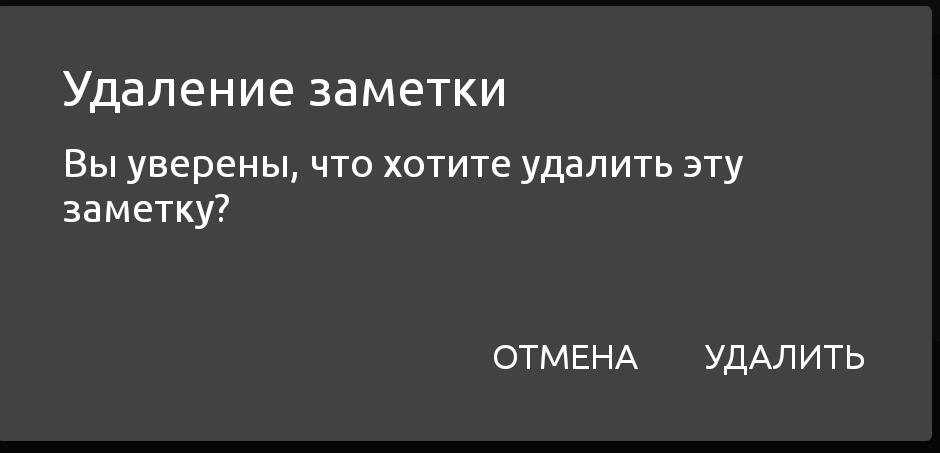 Удаление заметки
Вы уверены, что хотите удалить эту
заметку?
ОТМЕНА УДАЛИТЬ